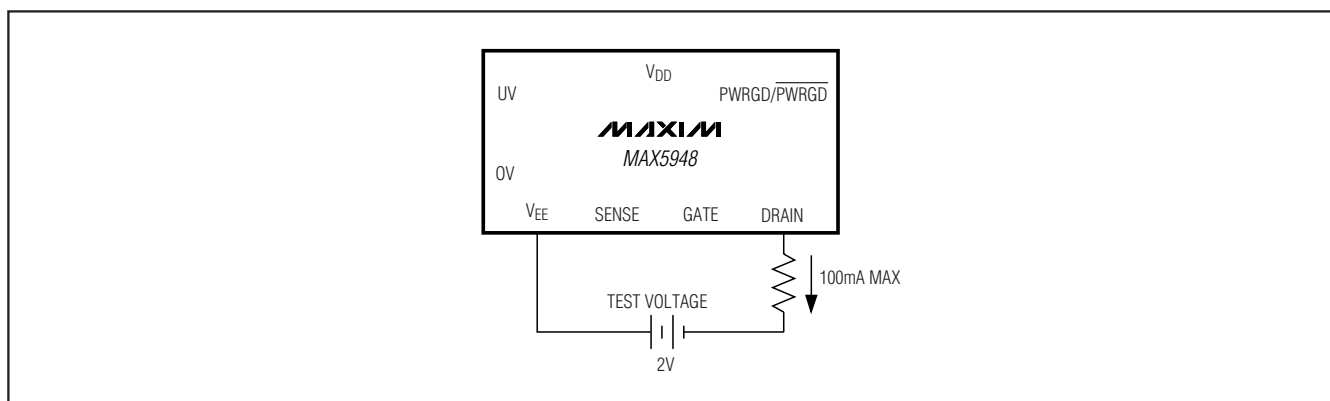 VDD
UV
PWRGD/PWRGD
MAXIM
MAX5948
OV
VEE
SENSE
GATE
DRAIN
100mA MAX
TEST VOLTAGE
2V